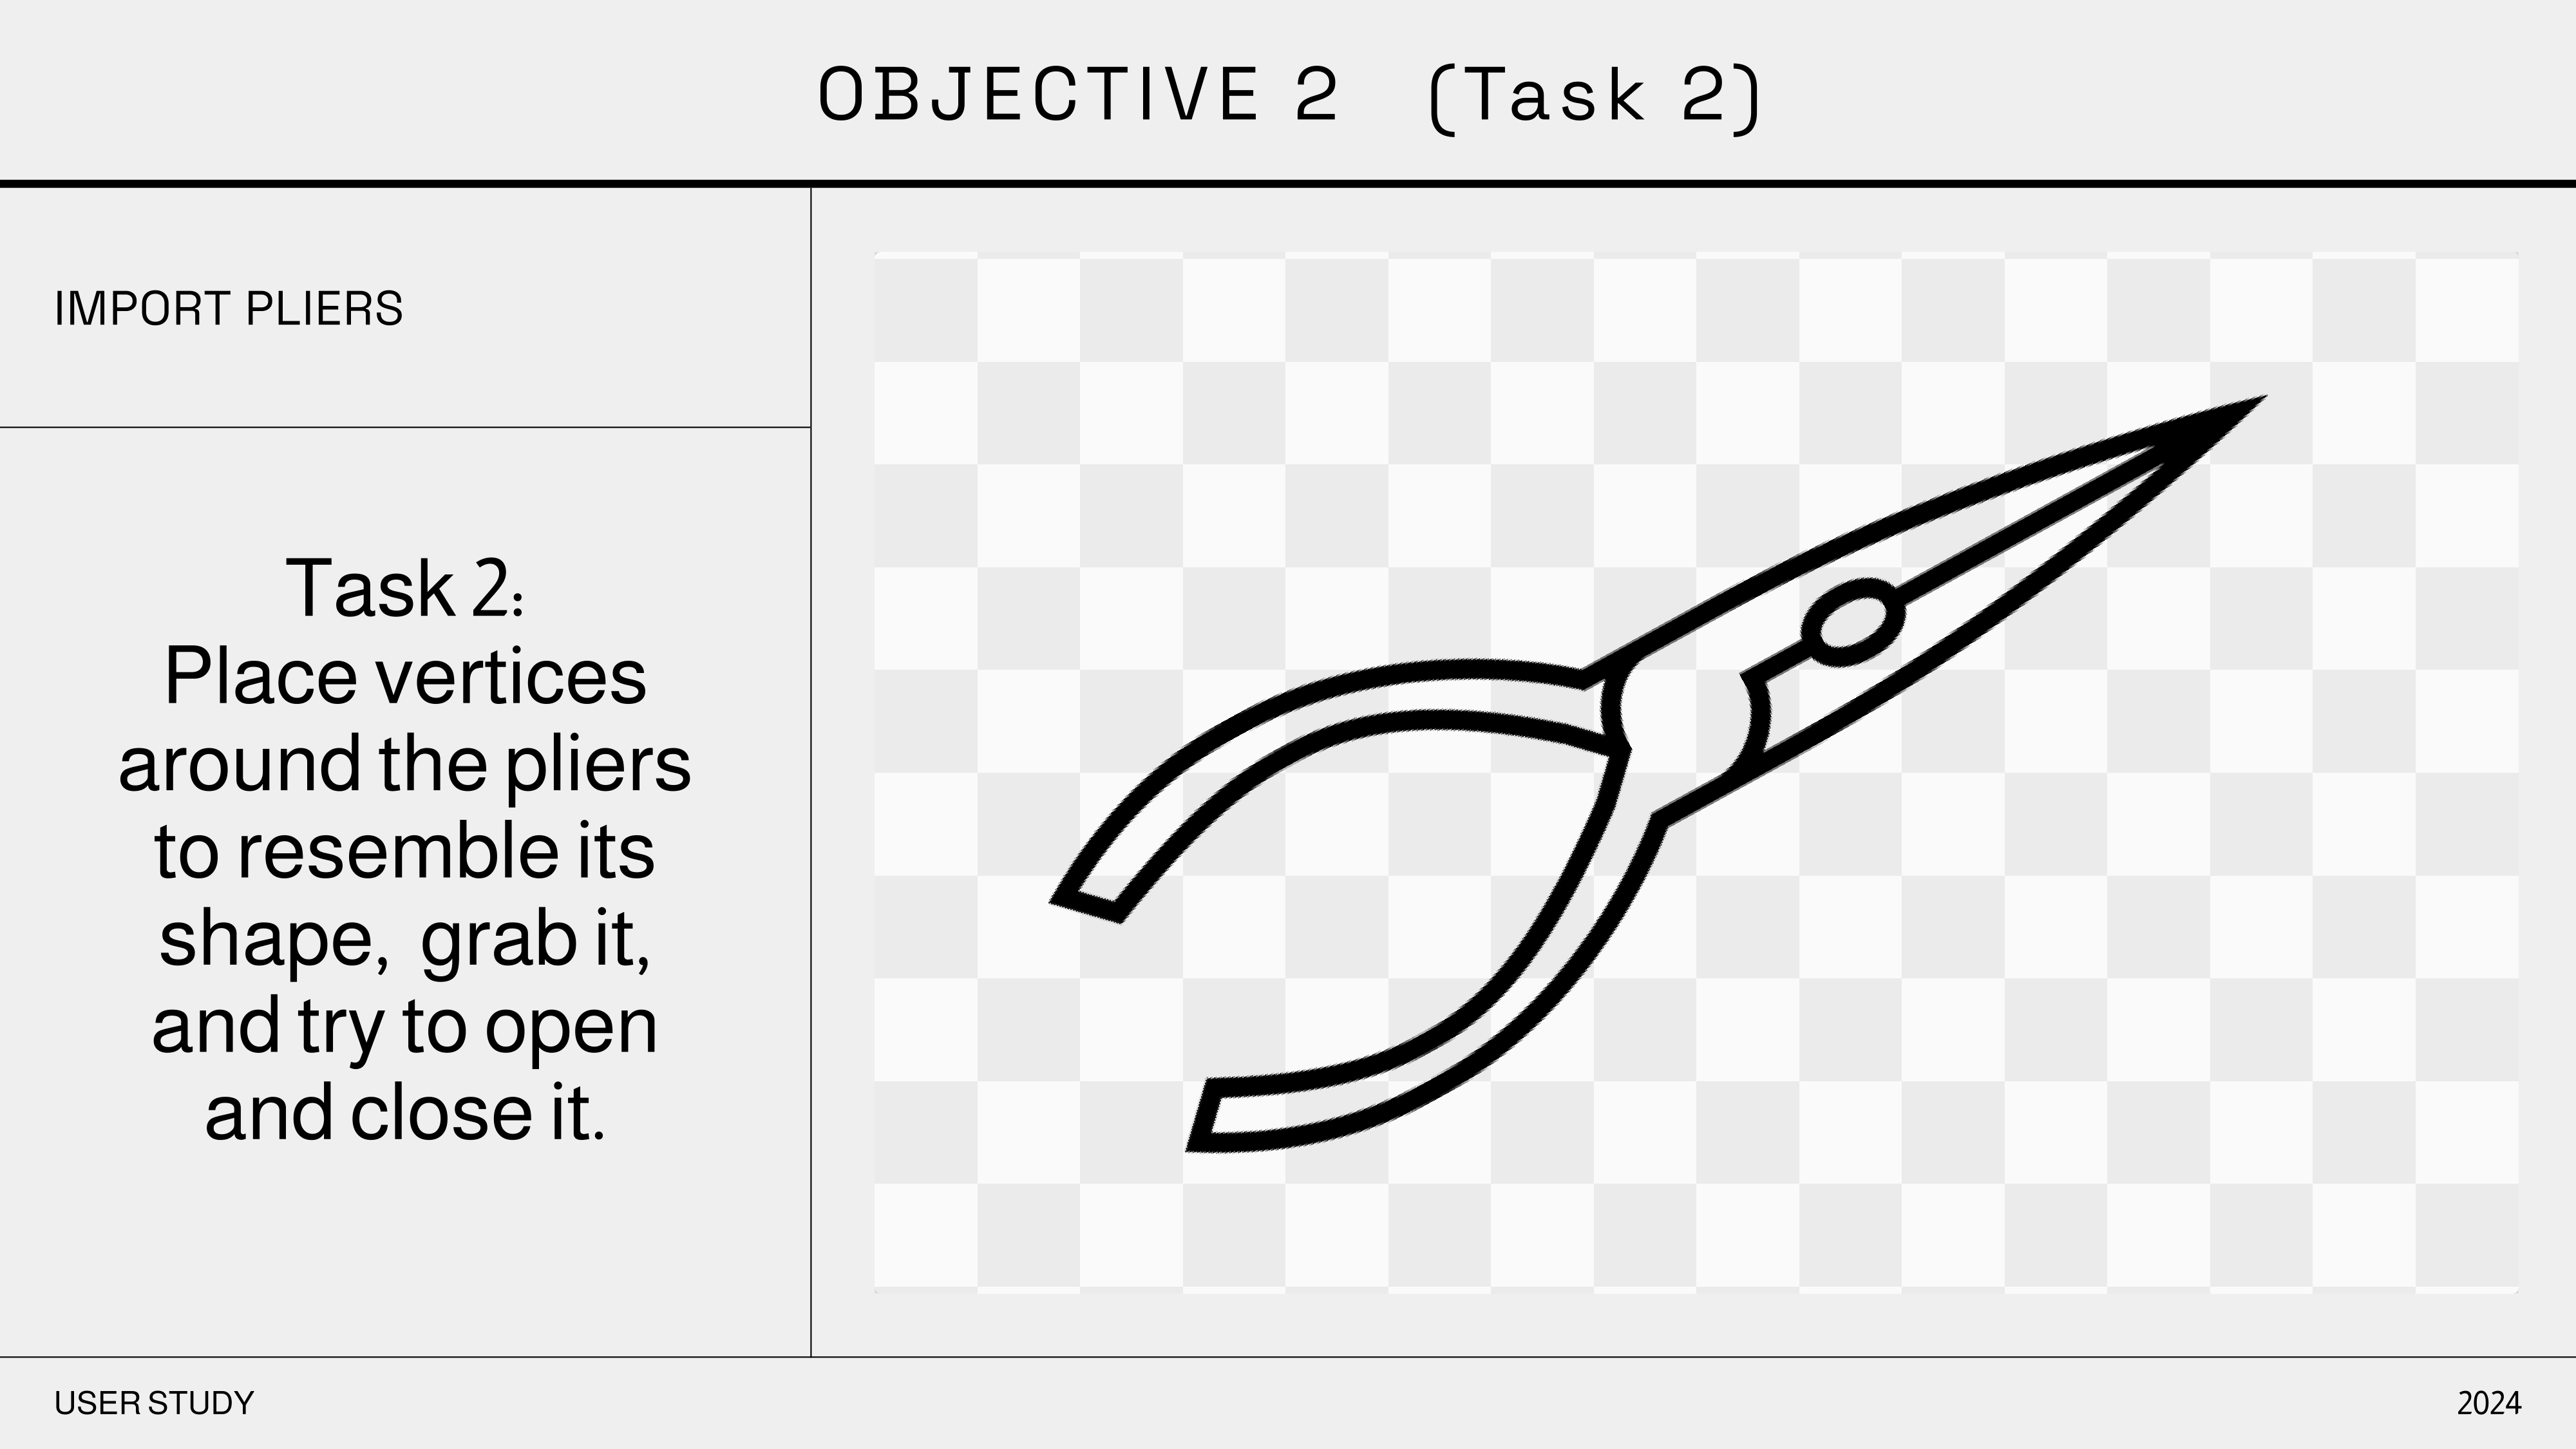 OBJECTIVE 2 (Task 2)
IMPORT PLIERS
Task 2:
Place vertices
around the pliers
to resemble its
shape, grab it,
and try to open
and close it.
USER STUDY
2024